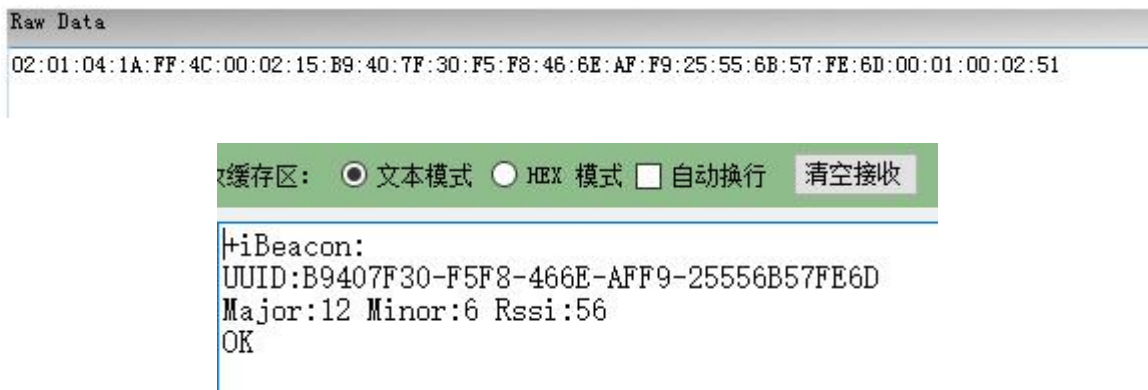 Raw Data
02:01:04:1A:FF:4C:00:02:15:B9:40:7F:30:F5:F8:46:6E:AF:F9:25:55:6B:57:FE:6D:00:01:00:02:51
缓存区: 文本模式 HEX 模式 自动换行 清空接收
+iBeacon:
UUID:B9407F30-F5F8-466E-AFF9-25556B57FE6D
Major:12 Minor:6 Rssi:56
OK